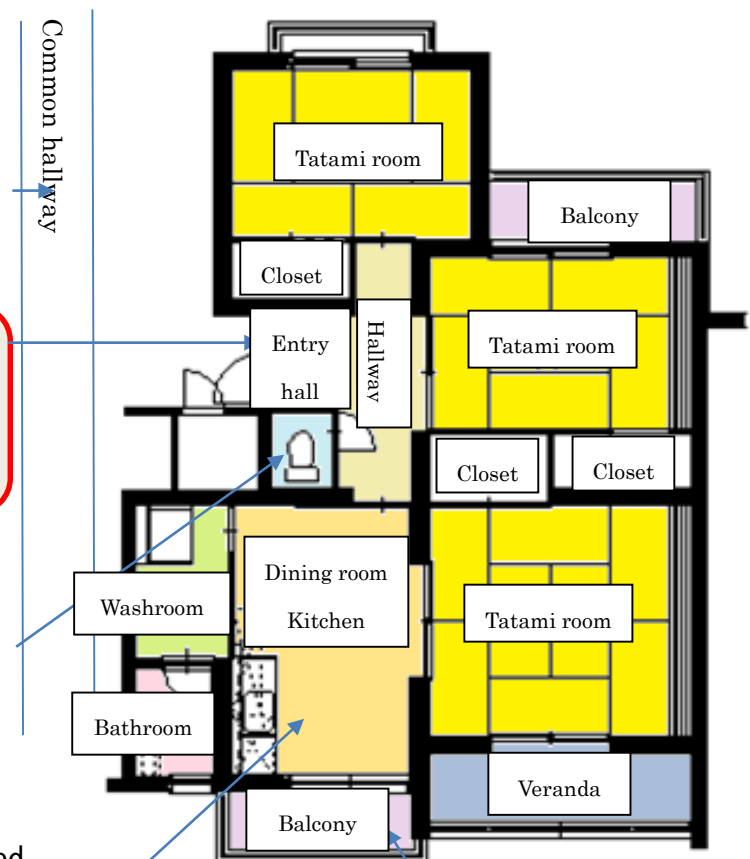 Common hallway
Tatami room
Balcony
Closet
Entry
hall
Hallway
Tatami room
Closet
Closet
Dining room
Kitchen
Washroom
Tatami room
Bathroom
Veranda
Balcony